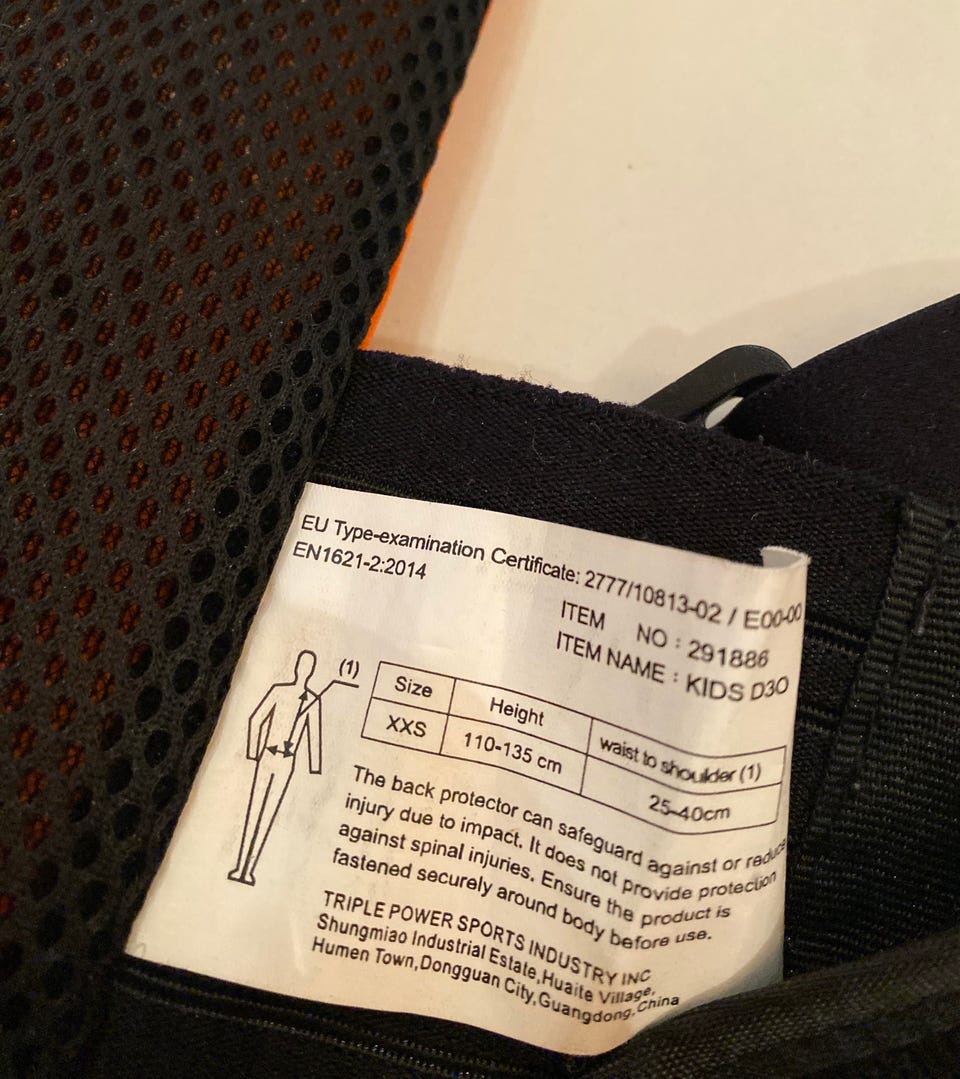 EU Type-examination Certificate: 2777/10813-02 / E00-00
EN1621-2:2014
ITEM NO : 291886
ITEM NAME : KIDS D3O
(1)
Size Height waist to shoulder (1)
XXS 110-135 cm 25-40cm
The back protector can safeguard against or reduce
injury due to impact. It does not provide protection
against spinal injuries. Ensure the product is
fastened securely around body before use.
TRIPLE POWER SPORTS INDUSTRY INC
Shungmiao Industrial Estate,Huaite Village,
Humen Town,Dongguan City,Guangdong,China